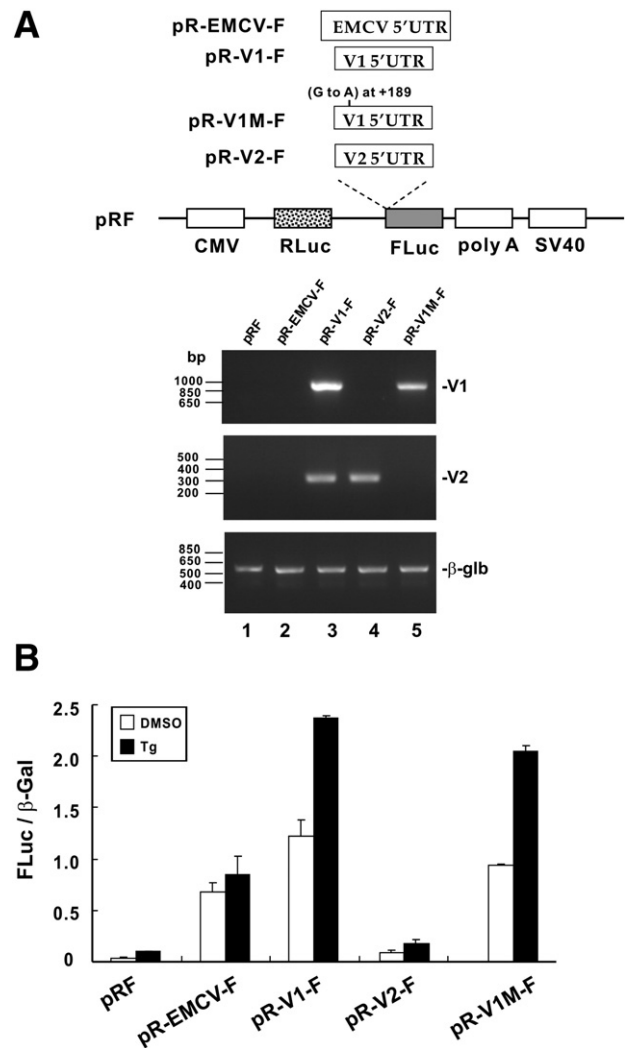 A
pR-EMCV-F EMCV 5′UTR
pR-V1-F V1 5′UTR
(G to A) at +189
pR-V1M-F V1 5′UTR
pR-V2-F V2 5′UTR
pRF
CMV RLuc FLuc poly A SV40
pRF pR-EMCV-F pR-V1-F pR-V2-F pR-V1M-F
bp
1000
850
650
-V1
500
400
300
200
-V2
850
650
500
400
-β-glb
1 2 3 4 5
B
DMSO
Tg
FLuc / β-Gal
2.5
2.0
1.5
1.0
0.5
0
pRF pR-EMCV-F pR-V1-F pR-V2-F pR-V1M-F